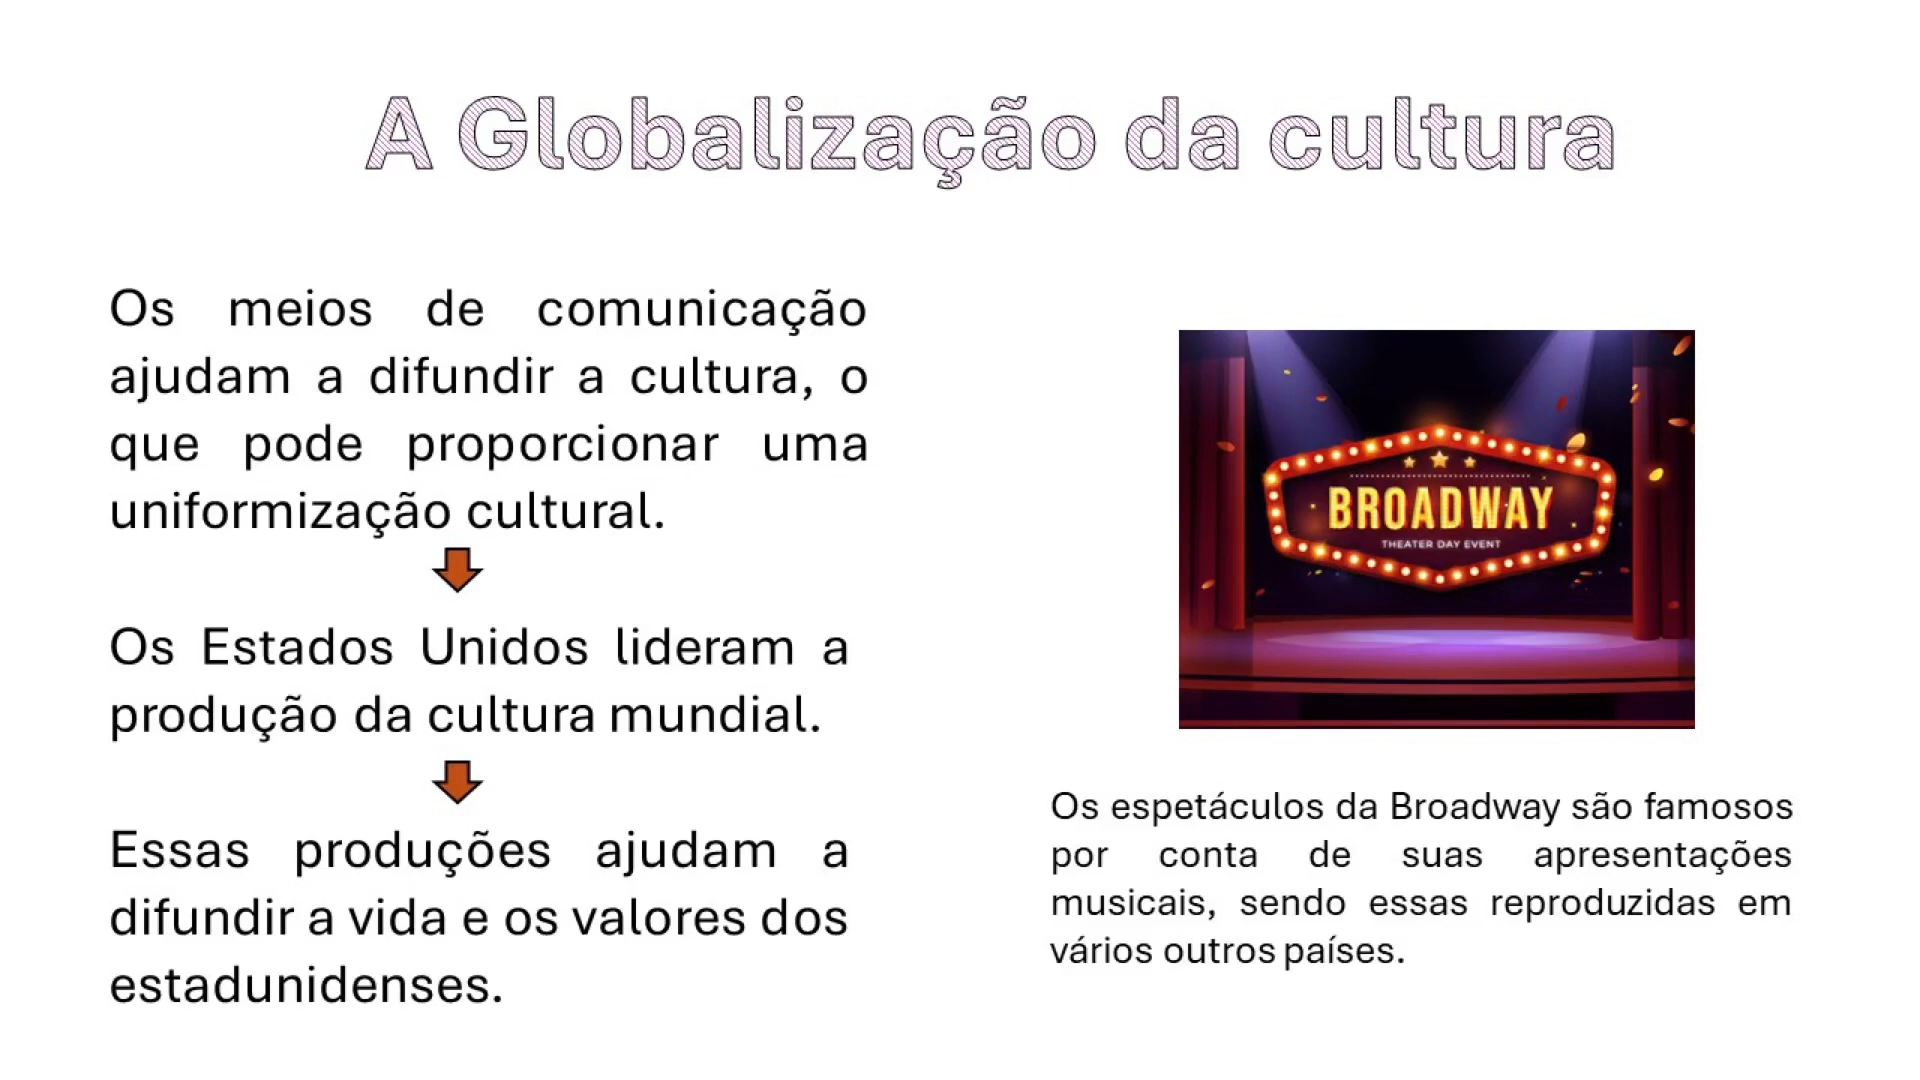 A Globalização da cultura
Os meios de comunicação
ajudam a difundir a cultura, o
que pode proporcionar uma
uniformização cultural.
Os Estados Unidos lideram a
produção da cultura mundial.
Essas produções ajudam a
difundir a vida e os valores dos
estadunidenses.
BROADWAY
THEATER DAY EVENT
Os espetáculos da Broadway são famosos
por conta de suas apresentações
musicais, sendo essas reproduzidas em
vários outros países.